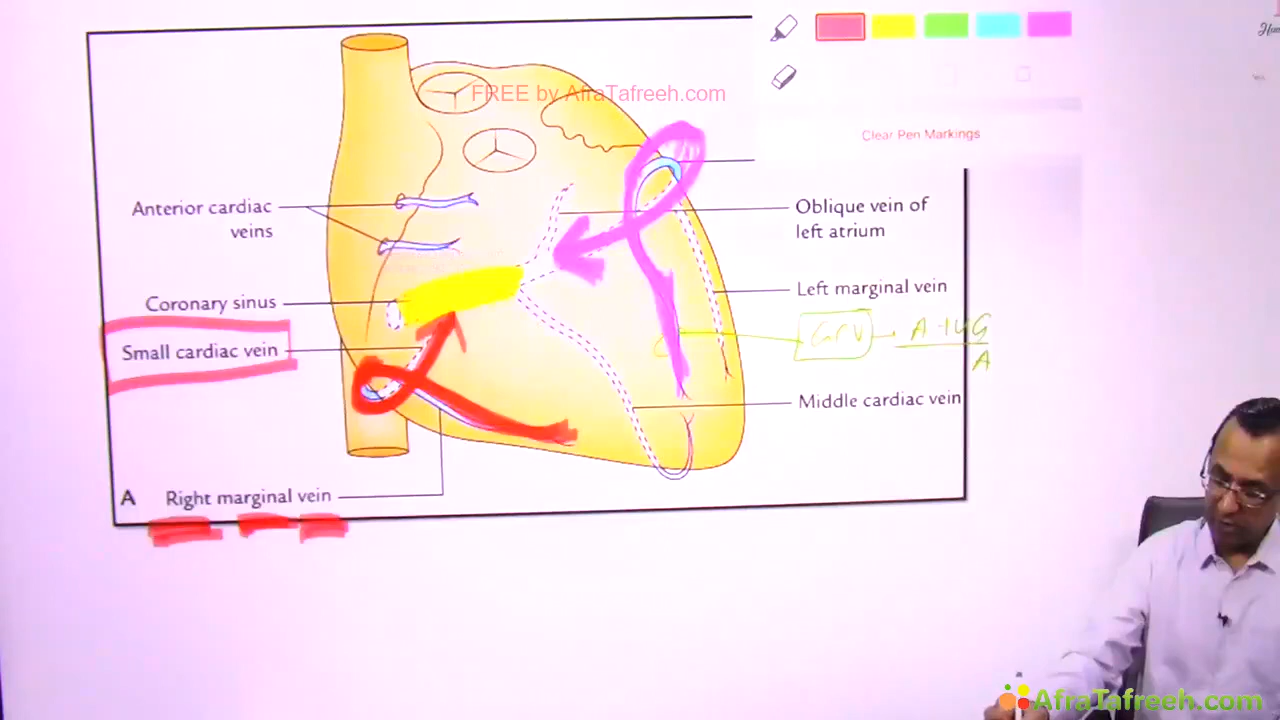 Clear Pen Markings
FREE by AfraTafreeh.com
Anterior cardiac
veins
Oblique vein of
left atrium
Coronary sinus
Left marginal vein
Small cardiac vein
GCV
Middle cardiac vein
A Right marginal vein
AfraTafreeh.com